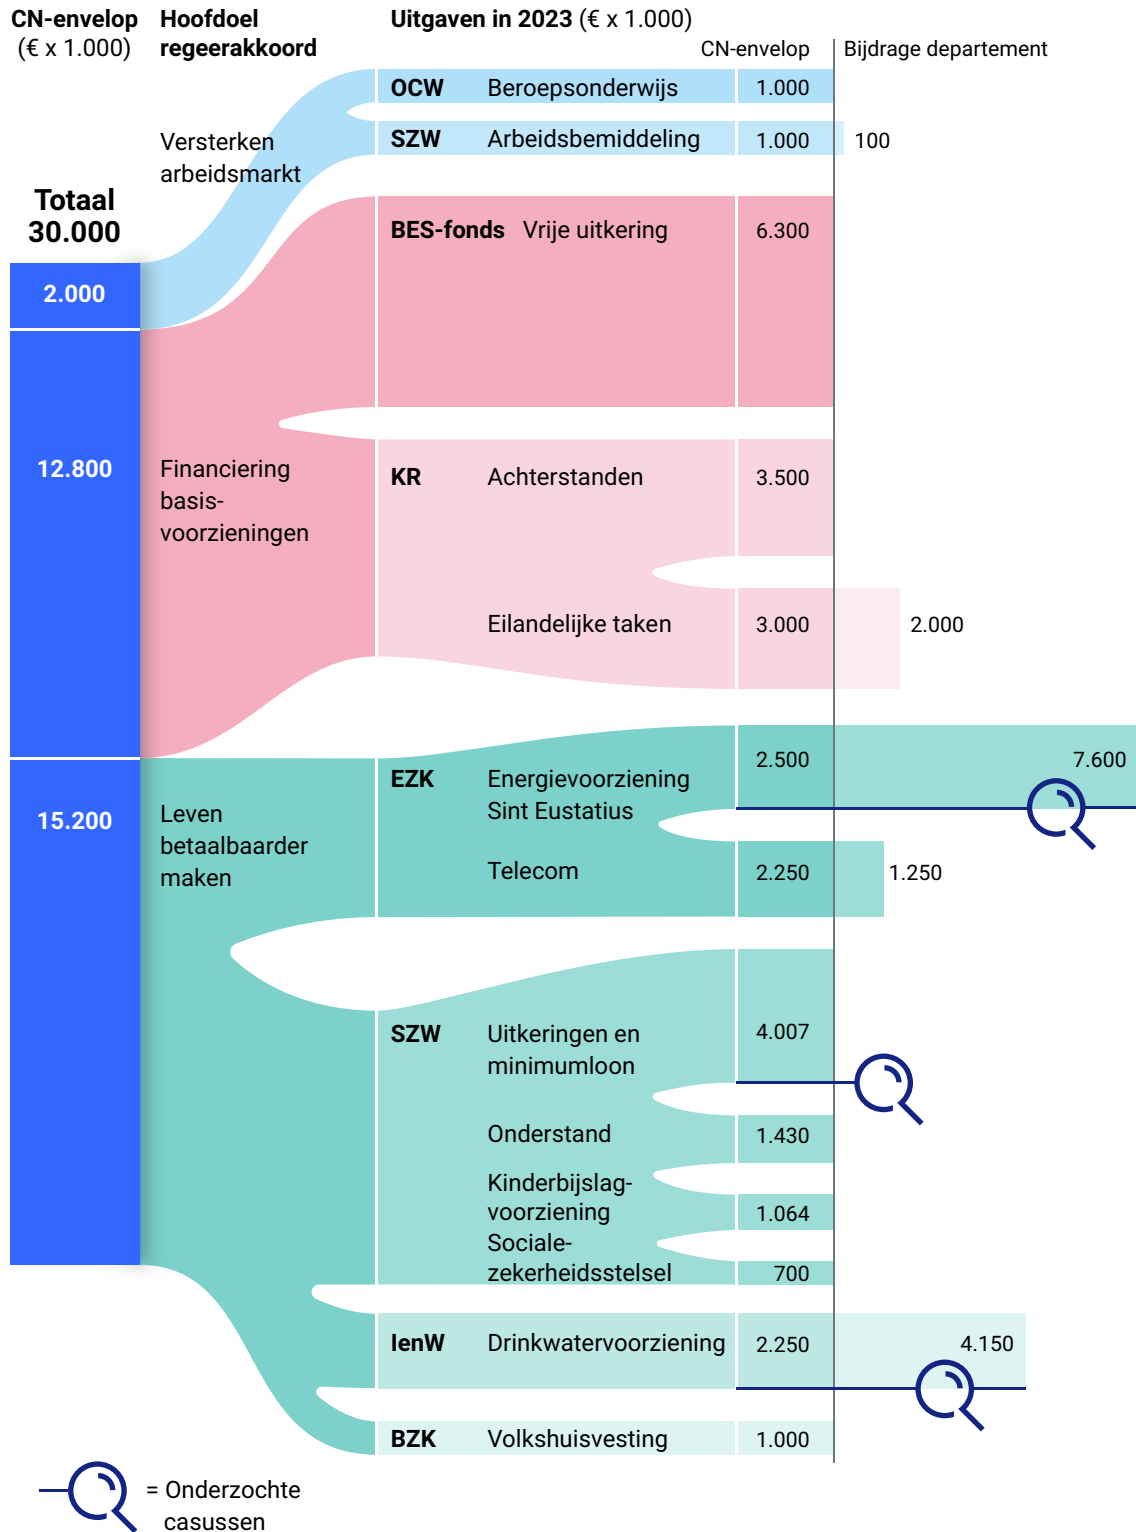 CN-envelop
(€ x 1.000)
Hoofdoel
regeerakkoord
Uitgaven in 2023 (€ x 1.000)
CN-envelop
Bijdrage departement
OCW Beroepsonderwijs 1.000
Versterken
arbeidsmarkt
SZW Arbeidsbemiddeling 1.000 100
Totaal
30.000
BES-fonds Vrije uitkering 6.300
2.000
12.800
Financiering
basis-
voorzieningen
KR Achterstanden 3.500
Eilandelijke taken 3.000 2.000
15.200
Leven
betaalbaarder
maken
EZK Energievoorziening
Sint Eustatius
2.500 7.600
Telecom 2.250 1.250
SZW Uitkeringen en
minimumloon
4.007
Onderstand 1.430
Kinderbijslag-
voorziening
1.064
Sociale-
zekerheidsstelsel 700
IenW Drinkwatervoorziening 2.250 4.150
BZK Volkshuisvesting 1.000
= Onderzochte
casussen